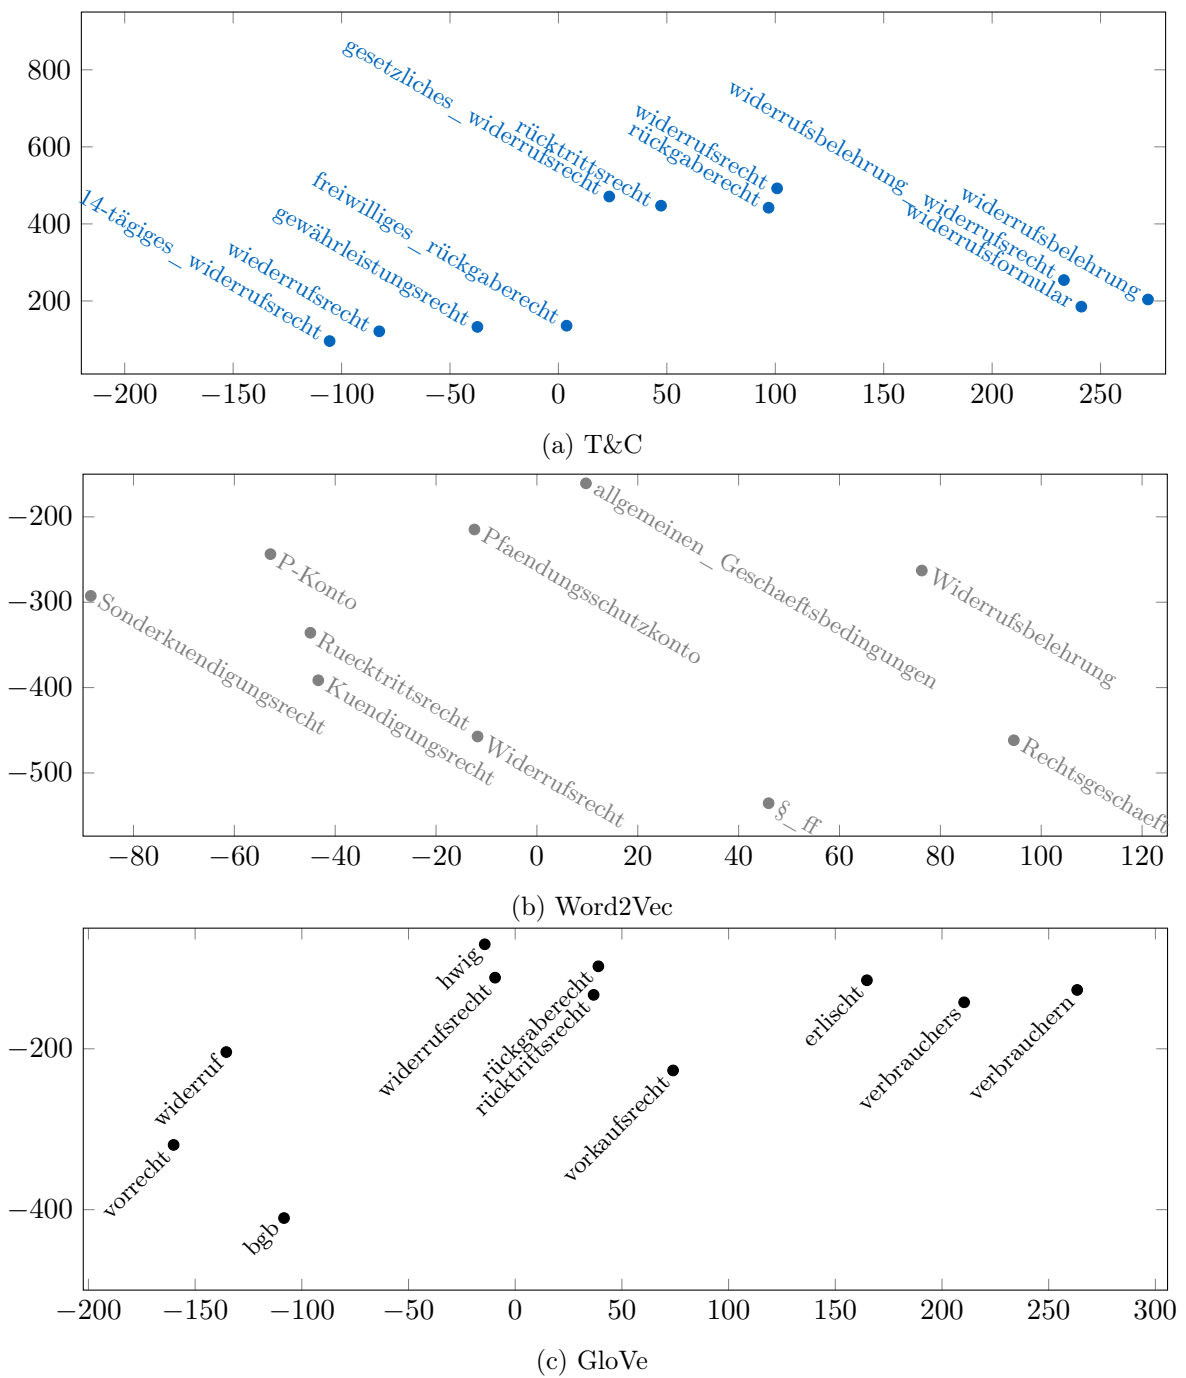 800
600
400
200
gesetzliches_widerrufsrecht
rücktrittsrecht
widerrufsrecht
rückgaberecht
widerrufsbelehrung_widerrufsrecht
widerrufsbelehrung
widerrufsformular
14-tägiges_widerrufsrecht
wiederrufsrecht
gewährleistungsrecht
freiwilliges_rückgaberecht
−200 −150 −100 −50 0 50 100 150 200 250
(a) T&C
−200
−300
−400
−500
allgemeinen_Geschaeftsbedingungen
Pfaendungsschutzkonto
P-Konto
Widerrufsbelehrung
Sonderkuendigungsrecht
Ruecktrittsrecht
Kuendigungsrecht
Widerrufsrecht
Rechtsgeschaeft
§_ff
−80 −60 −40 −20 0 20 40 60 80 100 120
(b) Word2Vec
−200
−400
hwig
widerrufsrecht
rückgaberecht
rücktrittsrecht
erlischt
verbrauchers
verbrauchern
widerruf
vorkaufsrecht
vorrecht
bgb
−200 −150 −100 −50 0 50 100 150 200 250 300
(c) GloVe